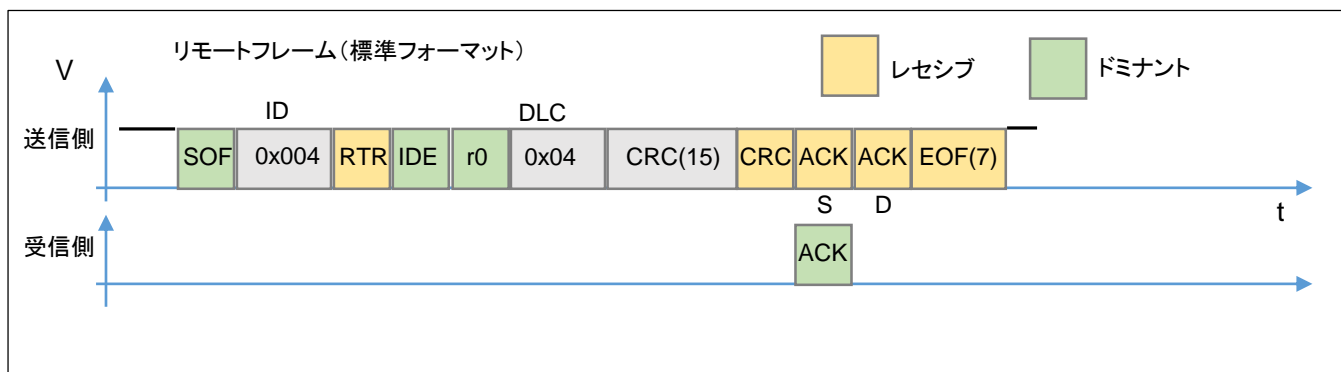 リモートフレーム（標準フォーマット）
レセシブ
ドミナント
V
ID
DLC
送信側
SOF 0x004 RTR IDE r0 0x04 CRC(15) CRC ACK ACK EOF(7)
S D
t
受信側
ACK